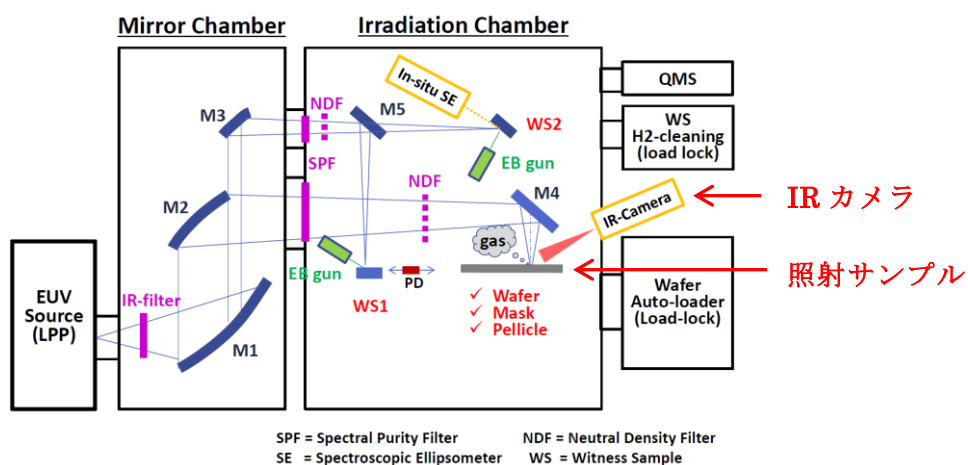 Mirror Chamber
Irradiation Chamber
In-situ SE
QMS
M3
NDF
M5
WS2
WS
H2-cleaning
(load lock)
SPF
EB gun
NDF
M4
M2
IR-Camera
IR カメラ
gas
EB gun
照射サンプル
EUV
Source
(LPP)
IR-filter
PD
WS1
Wafer
Auto-loader
(Load-lock)
✓ Wafer
✓ Mask
✓ Pellicle
M1
SPF = Spectral Purity Filter
NDF = Neutral Density Filter
SE = Spectroscopic Ellipsometer
WS = Witness Sample